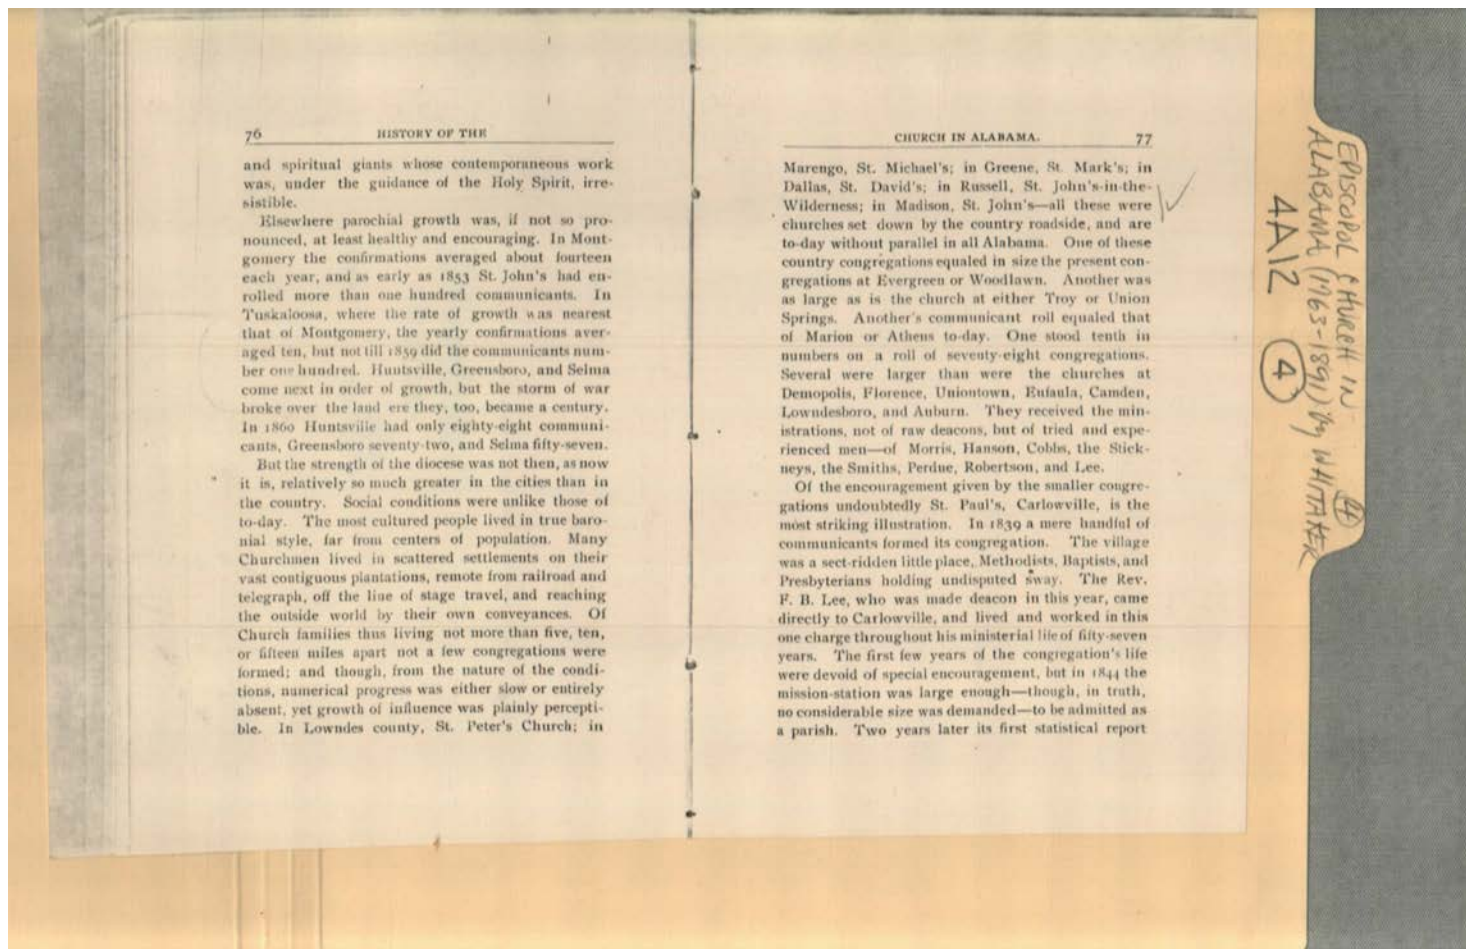 76 HISTORY OF THE
and spiritual giants whose contemporaneous work
was, under the guidance of the Holy Spirit, irre-
sistible.
Elsewhere parochial growth was, if not so pro-
nounced, at least healthy and encouraging. In Mont-
gomery the confirmations averaged about fourteen
each year, and as early as 1853 St. John's had en-
rolled more than one hundred communicants. In
Tuskaloosa, where the rate of growth was nearest
that of Montgomery, the yearly confirmations aver-
aged ten, but not till 1859 did the communicants num-
ber one hundred. Huntsville, Greensboro, and Selma
come next in order of growth, but the storm of war
broke over the land ere they, too, became a century.
In 1860 Huntsville had only eighty-eight communi-
cants, Greensboro seventy-two, and Selma fifty-seven.
But the strength of the diocese was not then, as now
it is, relatively so much greater in the cities than in
the country. Social conditions were unlike those of
to-day. The most cultured people lived in true baro-
nial style, far from centers of population. Many
Churchmen lived in scattered settlements on their
vast contiguous plantations, remote from railroad and
telegraph, off the line of stage travel, and reaching
the outside world by their own conveyances. Of
Church families thus living not more than five, ten,
or fifteen miles apart not a few congregations were
formed; and though, from the nature of the condi-
tions, numerical progress was either slow or entirely
absent, yet growth of influence was plainly percepti-
ble. In Lowndes county, St. Peter's Church; in
CHURCH IN ALABAMA. 77
Marengo, St. Michael's; in Greene, St. Mark's; in
Dallas, St. David's; in Russell, St. John's-in-the-
Wilderness; in Madison, St. John's—all these were
churches set down by the country roadside, and are
to-day without parallel in all Alabama. One of these
country congregations equaled in size the present con-
gregations at Evergreen or Woodlawn. Another was
as large as is the church at either Troy or Union
Springs. Another's communicant roll equaled that
of Marion or Athens to-day. One stood tenth in
numbers on a roll of seventy-eight congregations.
Several were larger than were the churches at
Demopolis, Florence, Uniontown, Eufaula, Camden,
Lowndesboro, and Auburn. They received the min-
istrations, not of raw deacons, but of tried and expe-
rienced men—of Morris, Hanson, Cobbs, the Stick-
neys, the Smiths, Perdue, Robertson, and Lee.
Of the encouragement given by the smaller congre-
gations undoubtedly St. Paul's, Carlowville, is the
most striking illustration. In 1839 a mere handful of
communicants formed its congregation. The village
was a sect-ridden little place, Methodists, Baptists, and
Presbyterians holding undisputed sway. The Rev.
F. B. Lee, who was made deacon in this year, came
directly to Carlowville, and lived and worked in this
one charge throughout his ministerial life of fifty-seven
years. The first few years of the congregation's life
were devoid of special encouragement, but in 1844 the
mission-station was large enough—though, in truth,
no considerable size was demanded—to be admitted as
a parish. Two years later its first statistical report
EPISCOPOL CHURCH IN
ALABAMA (1763-1891) by WHITAKER
4A12 4